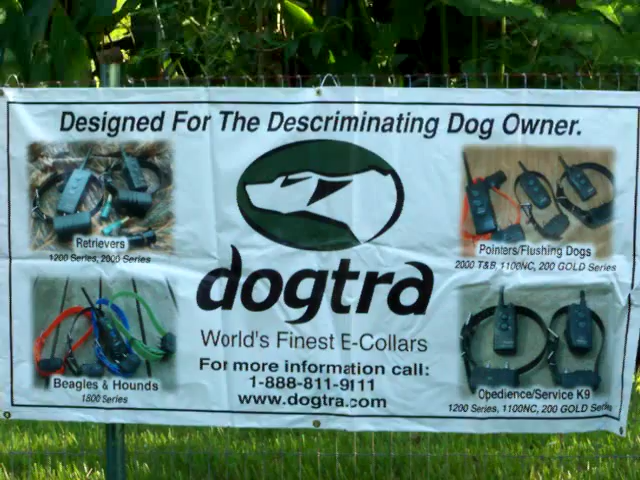 Designed For The Descriminating Dog Owner.
Retrievers
1200 Series, 2000 Series
Pointers/Flushing Dogs
2000 T&B, 1100NC, 200 GOLD Series
dogtra
World's Finest E-Collars
For more information call:
1-888-811-9111
www.dogtra.com
Beagles & Hounds
1800 Series
Opedience/Service K9
1200 Series, 1100NC, 200 GOLD Series